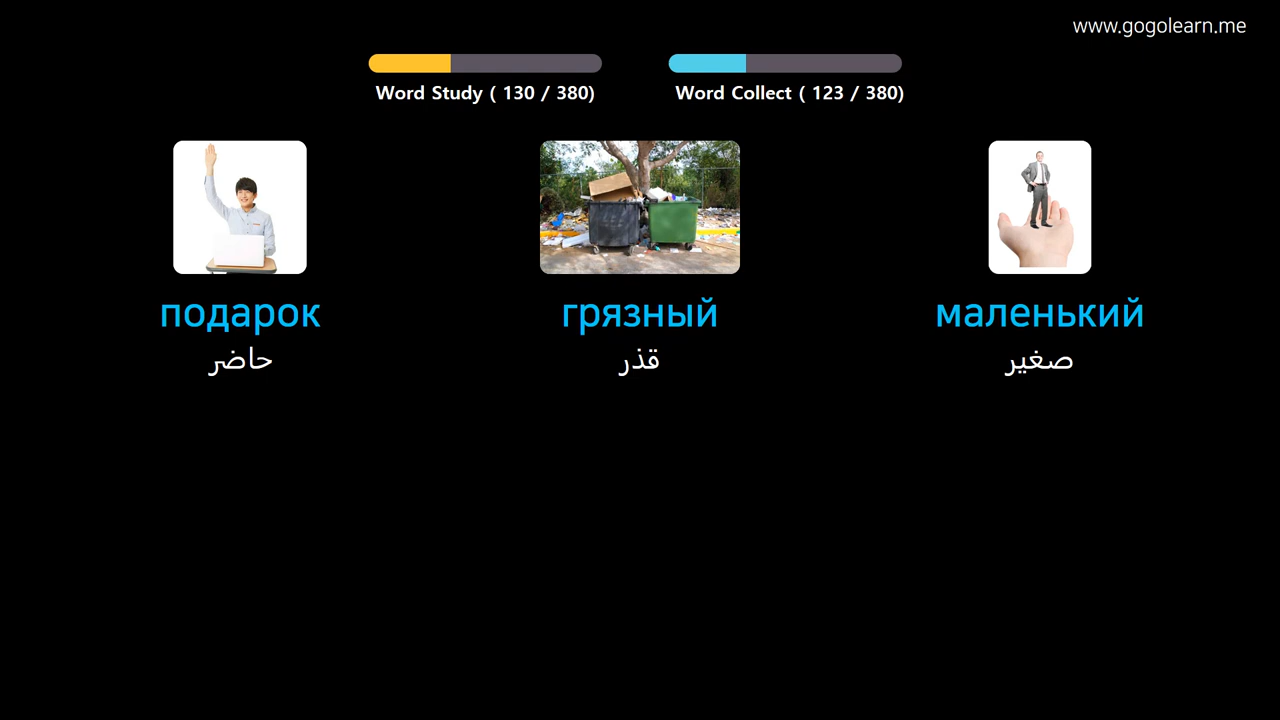 www.gogolearn.me
Word Study ( 130 / 380)
Word Collect ( 123 / 380)
подарок
грязный
маленький
حاضر
قذر
صغير